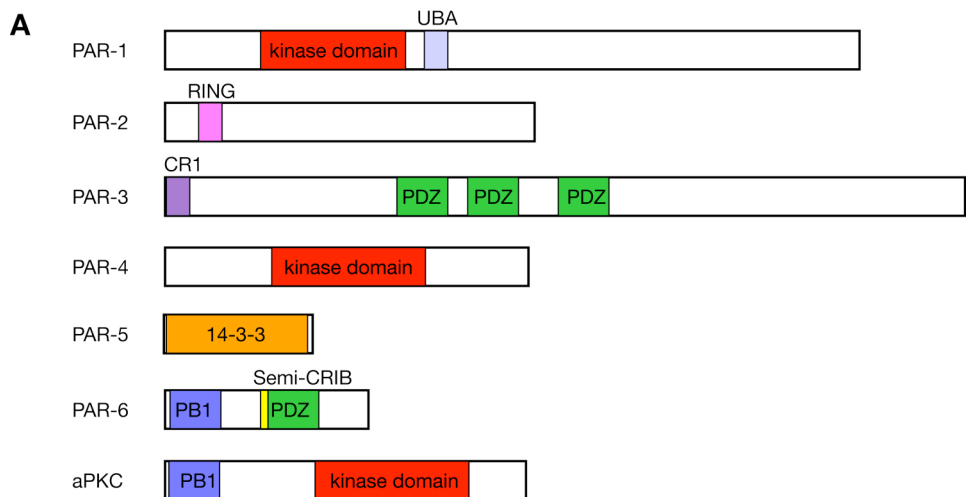 A
UBA
PAR-1 kinase domain
RING
PAR-2
CR1
PAR-3 PDZ PDZ PDZ
PAR-4 kinase domain
PAR-5 14-3-3
Semi-CRIB
PAR-6 PB1 PDZ
aPKC PB1 kinase domain